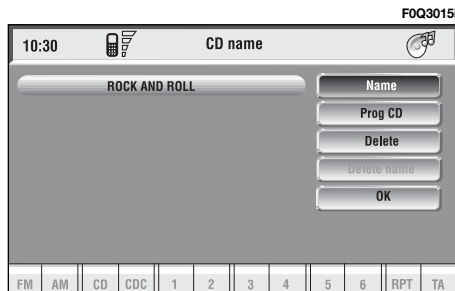 F0Q3015i
10:30 CD name
ROCK AND ROLL
Name
Prog CD
Delete
Delete name
OK
FM AM CD CDC 1 2 3 4 5 6 RPT TA